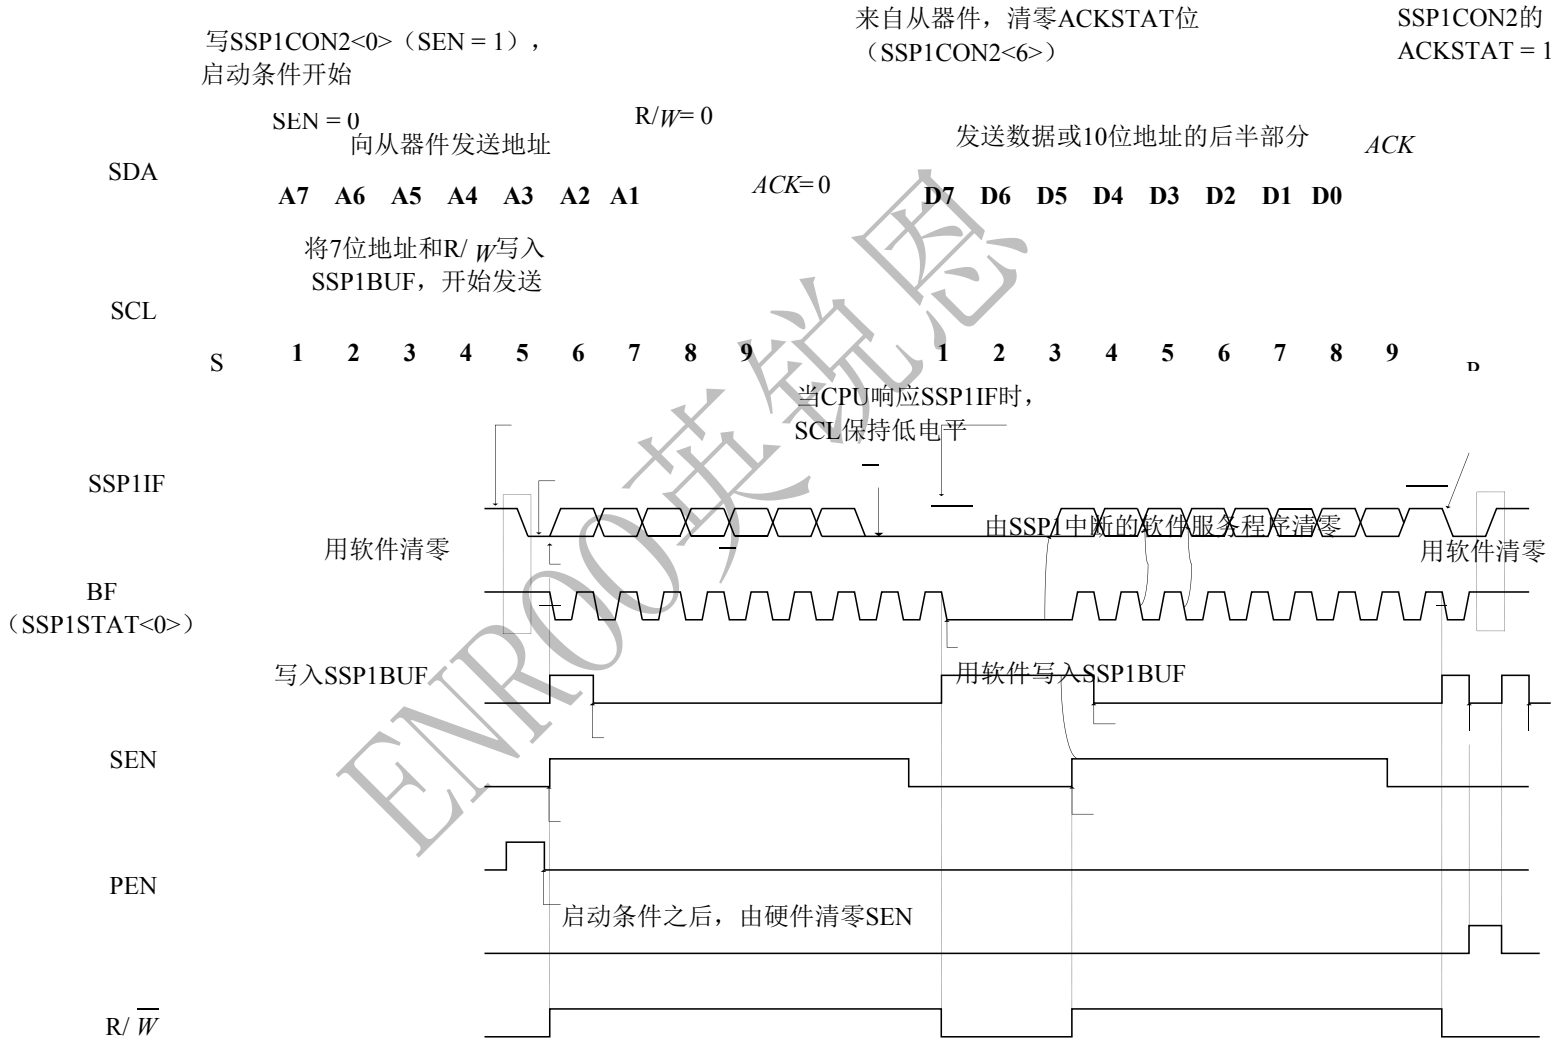 来自从器件，清零ACKSTAT位
（SSP1CON2<6>）
SSP1CON2的
ACKSTAT = 1
写SSP1CON2<0>（SEN = 1），
启动条件开始
SEN = 0
向从器件发送地址
R/W= 0
发送数据或10位地址的后半部分
ACK
SDA
A7 A6 A5 A4 A3 A2 A1
ACK= 0
D7 D6 D5 D4 D3 D2 D1 D0
将7位地址和R/ W写入
SSP1BUF，开始发送
SCL
S
1 2 3 4 5 6 7 8 9
1 2 3 4 5 6 7 8 9
当CPU响应SSP1IF时，
SCL保持低电平
SSP1IF
由SSP1中断的软件服务程序清零
用软件清零
用软件清零
BF
（SSP1STAT<0>）
写入SSP1BUF
用软件写入SSP1BUF
SEN
PEN
启动条件之后，由硬件清零SEN
R/ W
ENROO英锐恩